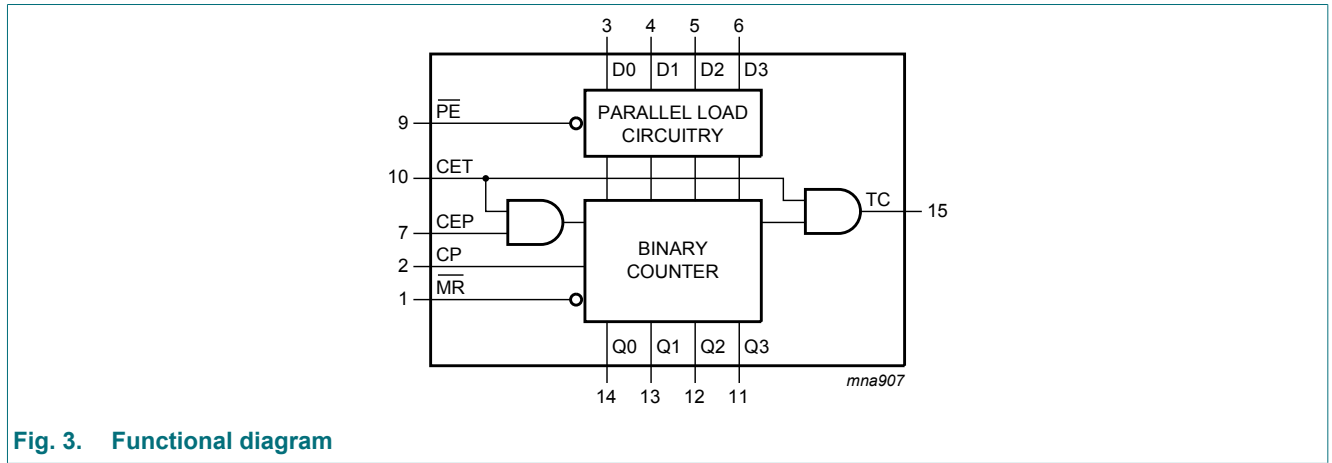 3 4 5 6
D0 D1 D2 D3
9 PE
PARALLEL LOAD
CIRCUITRY
10 CET
TC 15
7 CEP
2 CP
BINARY
COUNTER
1 MR
Q0 Q1 Q2 Q3
mna907
14 13 12 11
Fig. 3. Functional diagram